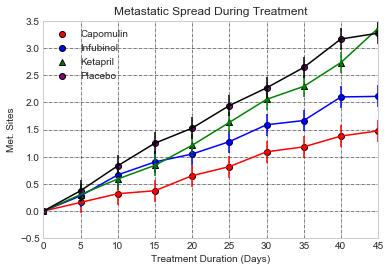 Metastatic Spread During Treatment
Capomulin
Infubinol
Ketapril
Placebo
3.5
3.0
2.5
2.0
1.5
1.0
0.5
0.0
−0.5
Met. Sites
0 5 10 15 20 25 30 35 40 45
Treatment Duration (Days)